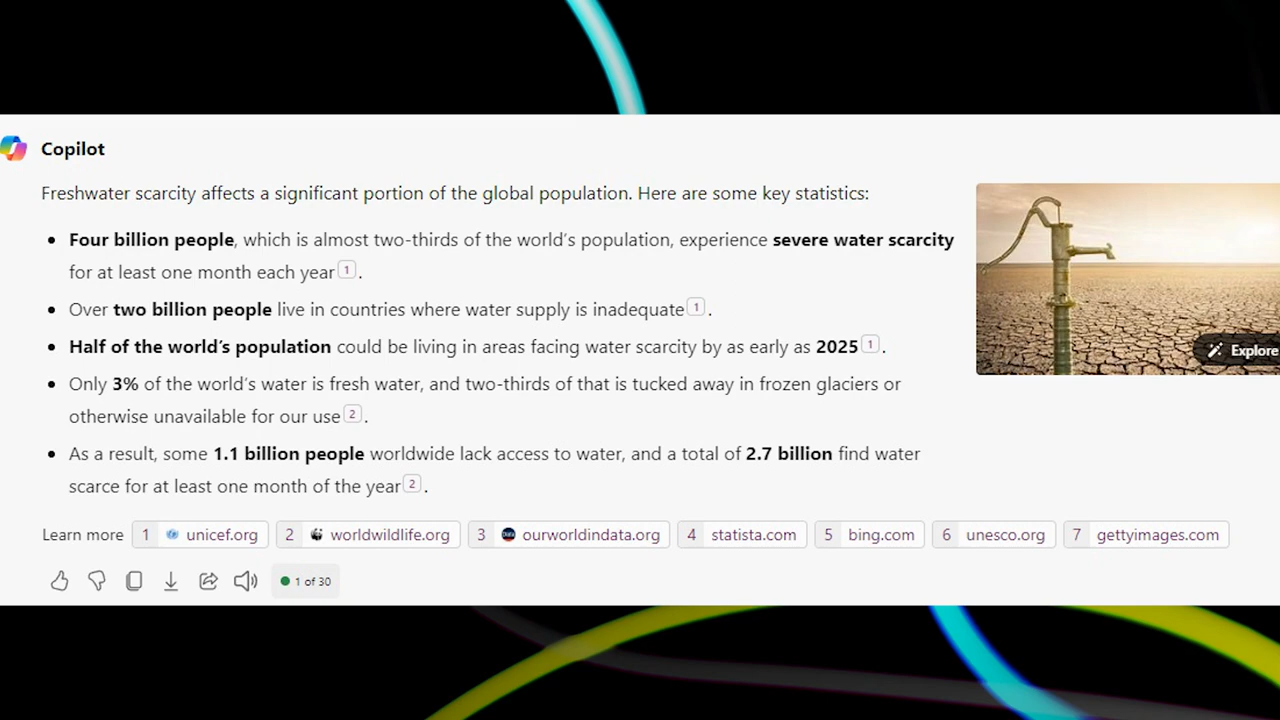 Copilot
Freshwater scarcity affects a significant portion of the global population. Here are some key statistics:
• Four billion people, which is almost two-thirds of the world's population, experience severe water scarcity
for at least one month each year 1.
• Over two billion people live in countries where water supply is inadequate 1.
• Half of the world's population could be living in areas facing water scarcity by as early as 2025 1.
• Only 3% of the world's water is fresh water, and two-thirds of that is tucked away in frozen glaciers or
otherwise unavailable for our use 2.
• As a result, some 1.1 billion people worldwide lack access to water, and a total of 2.7 billion find water
scarce for at least one month of the year 2.
Explore
Learn more 1 unicef.org 2 worldwildlife.org 3 Data ourworldindata.org 4 statista.com 5 bing.com 6 unesco.org 7 gettyimages.com
1 of 30